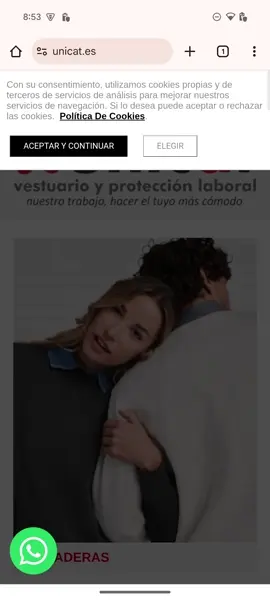 8:53
unicat.es
1
Con su consentimiento, utilizamos cookies propias y de
terceros de servicios de análisis para mejorar nuestros
servicios de navegación. Si lo desea puede aceptar o rechazar
las cookies. Política De Cookies.
ACEPTAR Y CONTINUAR
ELEGIR
vestuario y protección laboral
nuestro trabajo, hacer el tuyo más cómodo
ADERAS